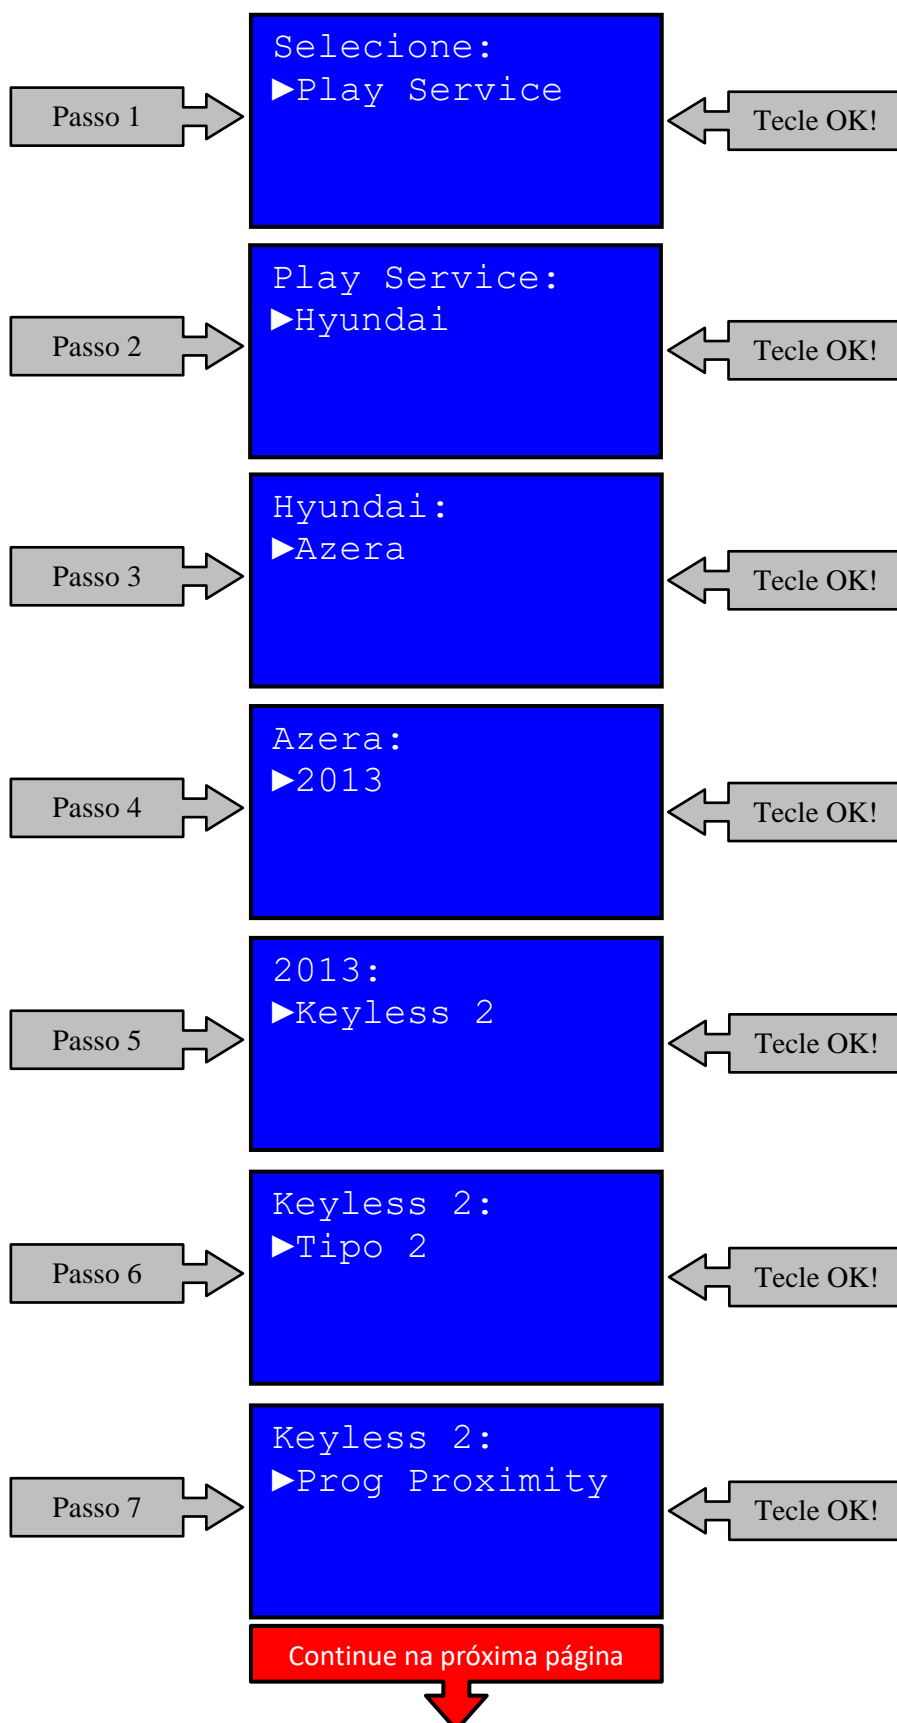 Selecione:
►Play Service
Passo 1
Tecle OK!
Play Service:
►Hyundai
Passo 2
Tecle OK!
Hyundai:
►Azera
Passo 3
Tecle OK!
Azera:
►2013
Passo 4
Tecle OK!
2013:
►Keyless 2
Passo 5
Tecle OK!
Keyless 2:
►Tipo 2
Passo 6
Tecle OK!
Keyless 2:
►Prog Proximity
Passo 7
Tecle OK!
Continue na próxima página